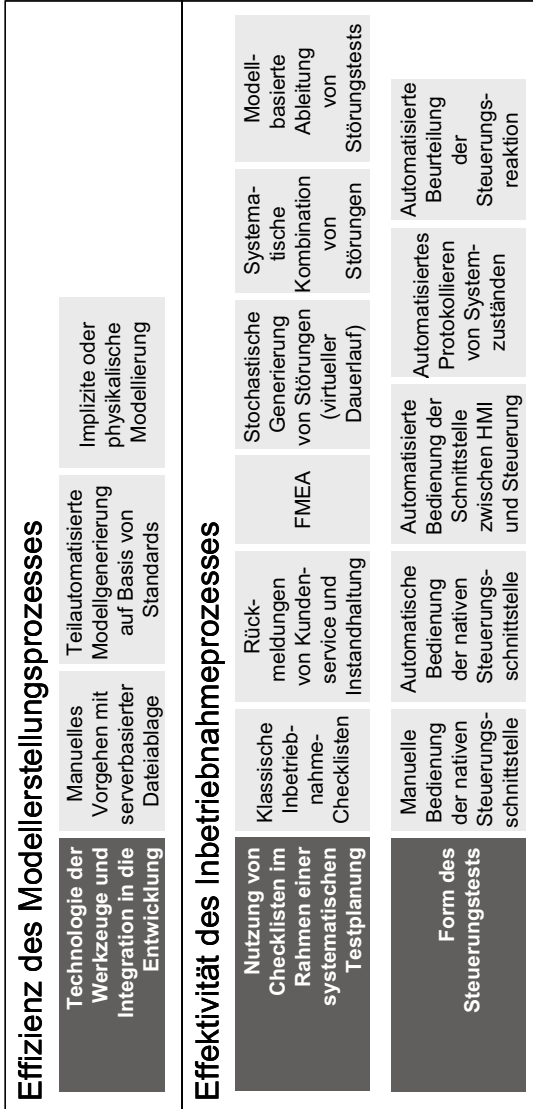 Effizienz des Modellerstellungsprozesses
Technologie der
Werkzeuge und
Integration in die
Entwicklung
Manuelles
Vorgehen mit
serverbasierter
Dateiablage
Teilautomatisierte
Modellgenerierung
auf Basis von
Standards
Implizite oder
physikalische
Modellierung
Effektivität des Inbetriebnahmeprozesses
Nutzung von
Checklisten im
Rahmen einer
systematischen
Testplanung
Klassische
Inbetrieb-
nahme-
Checklisten
Rück-
meldungen
von Kunden-
service und
Instandhaltung
FMEA
Stochastische
Generierung
von Störungen
(virtueller
Dauerlauf)
Systema-
tische
Kombination
von
Störungen
Modell-
basierte
Ableitung
von
Störungstests
Form des
Steuerungstests
Manuelle
Bedienung
der nativen
Steuerungs-
schnittstelle
Automatische
Bedienung
der nativen
Steuerungs-
schnittstelle
Automatisierte
Bedienung der
Schnittstelle
zwischen HMI
und Steuerung
Automatisiertes
Protokollieren
von System-
zuständen
Automatisierte
Beurteilung
der
Steuerungs-
reaktion